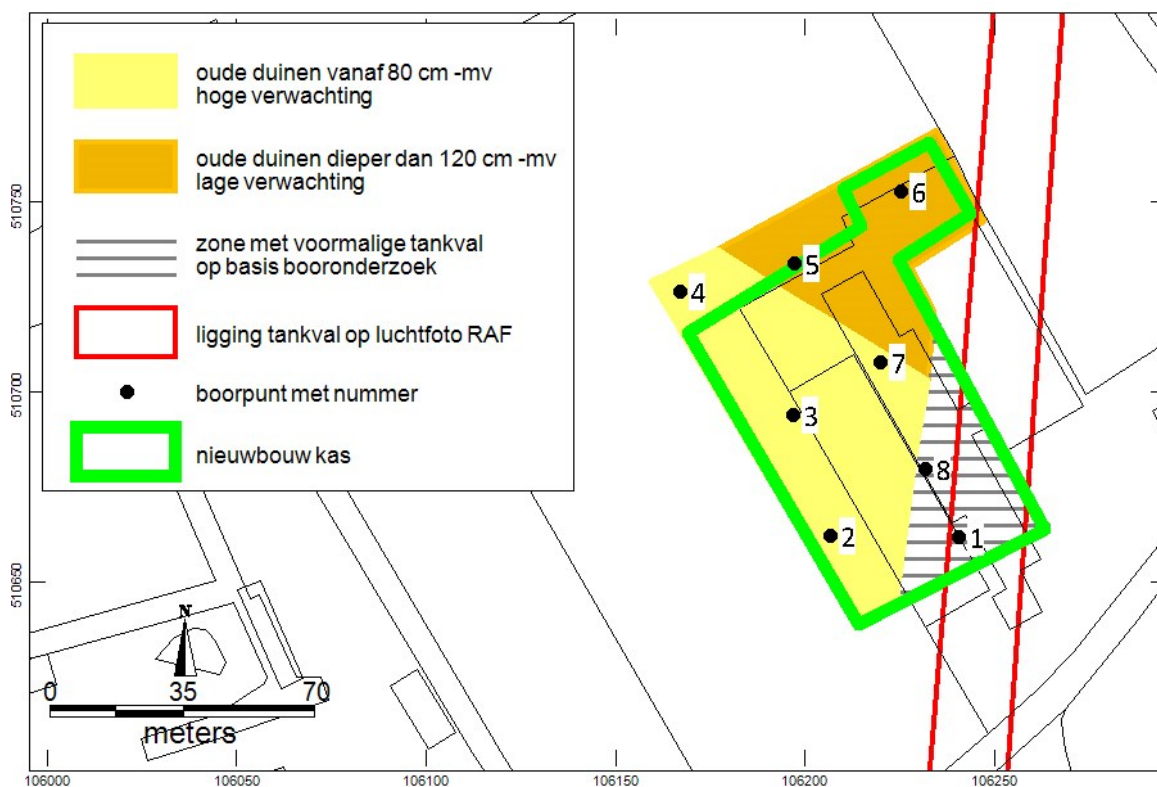 oude duinen vanaf 80 cm -mv
hoge verwachting
oude duinen dieper dan 120 cm -mv
lage verwachting
zone met voormalige tankval
op basis booronderzoek
ligging tankval op luchtfoto RAF
boorpunt met nummer
nieuwbouw kas
6
5
4
7
3
8
2
1
510750
510700
510650
N
0 35 70
meters
106000 106050 106100 106150 106200 106250